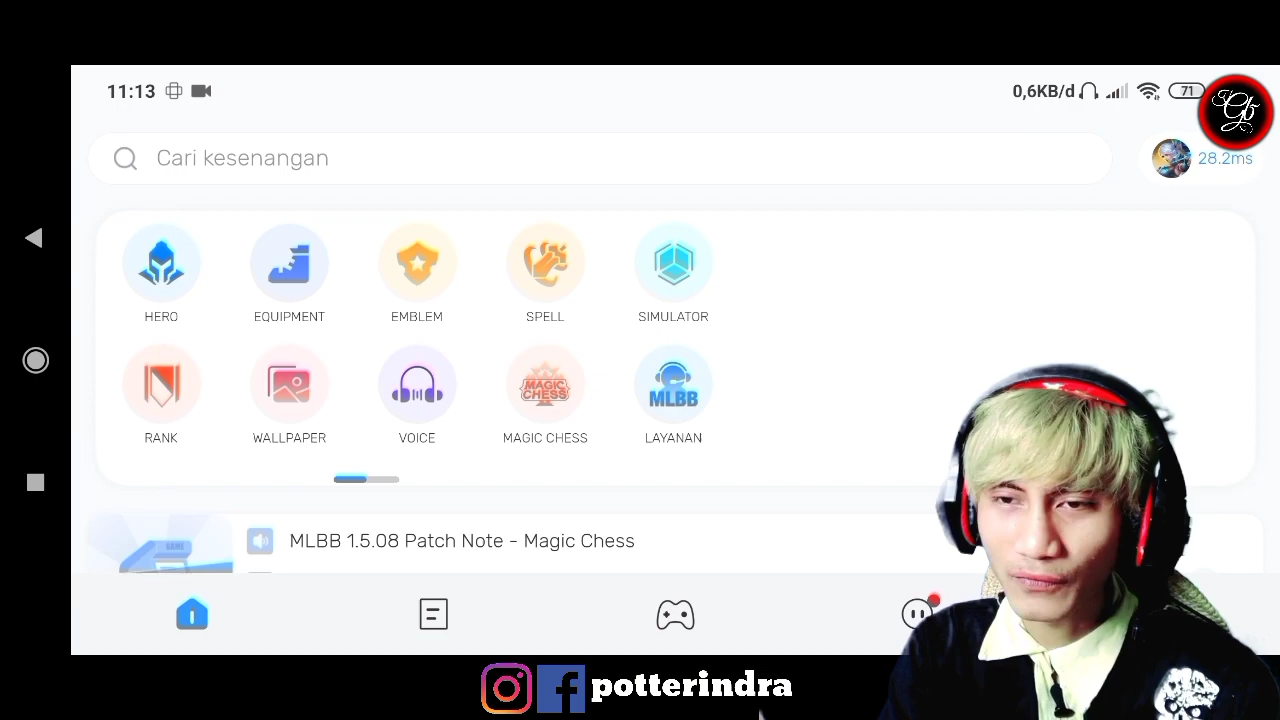 11:13
0,6KB/d
71
Gb
Cari kesenangan
28.2ms
HERO
EQUIPMENT
EMBLEM
SPELL
SIMULATOR
MAGIC
CHESS
MLBB
RANK
WALLPAPER
VOICE
MAGIC CHESS
LAYANAN
MLBB 1.5.08 Patch Note - Magic Chess
potterindra